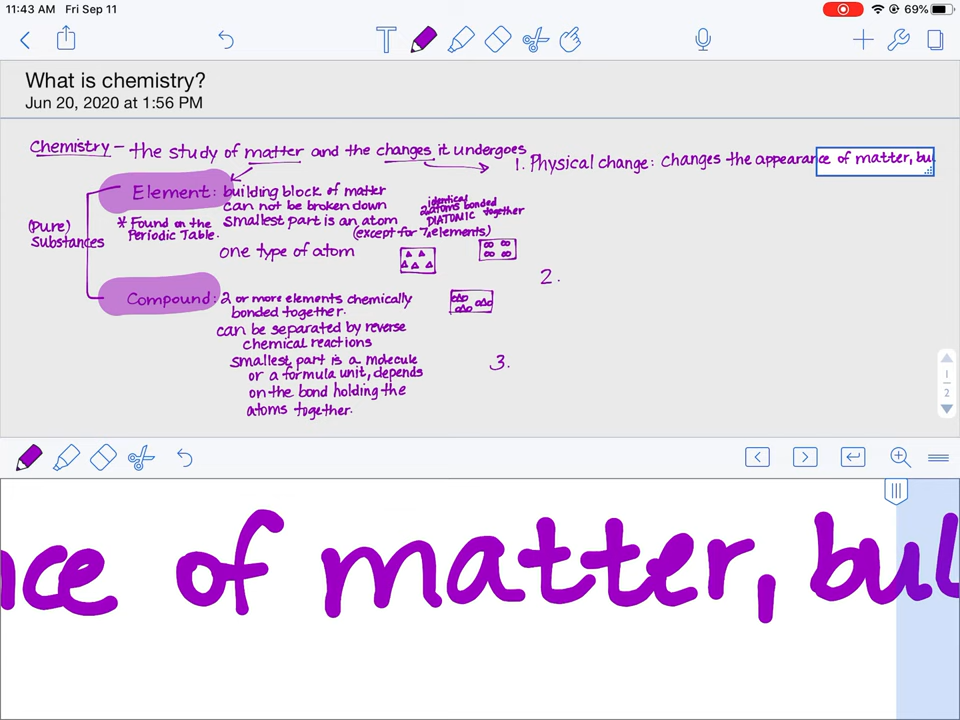 11:43 AM Fri Sep 11
69%
What is chemistry?
Jun 20, 2020 at 1:56 PM
Chemistry – the study of matter and the changes it undergoes
1. Physical change: changes the appearance of matter, bu
Element: building block of matter
can not be broken down
smallest part is an atom
(except for 7 elements)
identical
2 atoms bonded
DIATOMIC together
* Found on the
Periodic Table.
(Pure)
Substances
one type of atom
2.
Compound: 2 or more elements chemically
bonded together.
can be separated by reverse
chemical reactions
smallest part is a molecule
or a formula unit, depends
on the bond holding the
atoms together.
3.
1
2
nce of matter, but